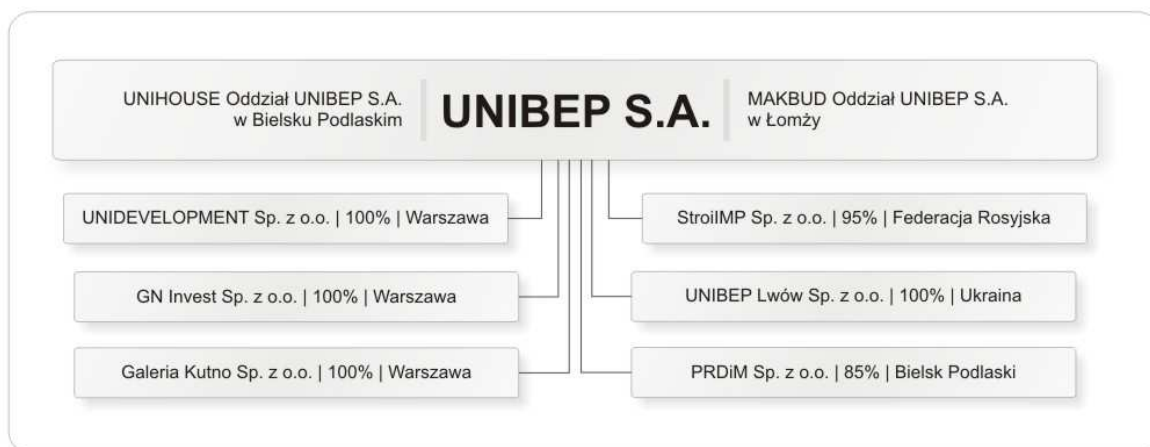 UNIHOUSE Oddział UNIBEP S.A.
w Bielsku Podlaskim
UNIBEP S.A.
MAKBUD Oddział UNIBEP S.A.
w Łomży
UNIDEVELOPMENT Sp. z o.o. | 100% | Warszawa
GN Invest Sp. z o.o. | 100% | Warszawa
Galeria Kutno Sp. z o.o. | 100% | Warszawa
StroiIMP Sp. z o.o. | 95% | Federacja Rosyjska
UNIBEP Lwów Sp. z o.o. | 100% | Ukraina
PRDiM Sp. z o.o. | 85% | Bielsk Podlaski